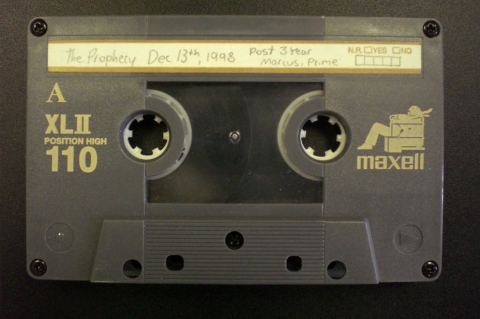 The Prophecy Dec 13th, 1998 Post 3 Year
Marcus. Prime
N.R. YES NO
A
XLII
POSITION HIGH
110
maxell